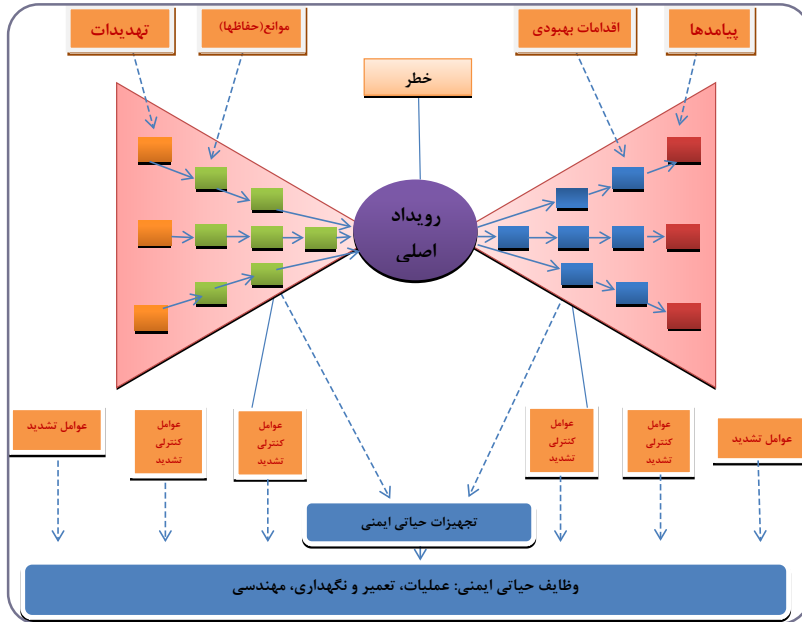 پیامدها
اقدامات بهبودی
موانع(حفاظها)
تهدیدات
خطر
رویداد
اصلی
عوامل تشدید
عوامل
کنترلی
تشدید
عوامل
کنترلی
تشدید
عوامل
کنترلی
تشدید
عوامل
کنترلی
تشدید
عوامل تشدید
تجهیزات حیاتی ایمنی
وظایف حیاتی ایمنی: عملیات، تعمیر و نگهداری، مهندسی